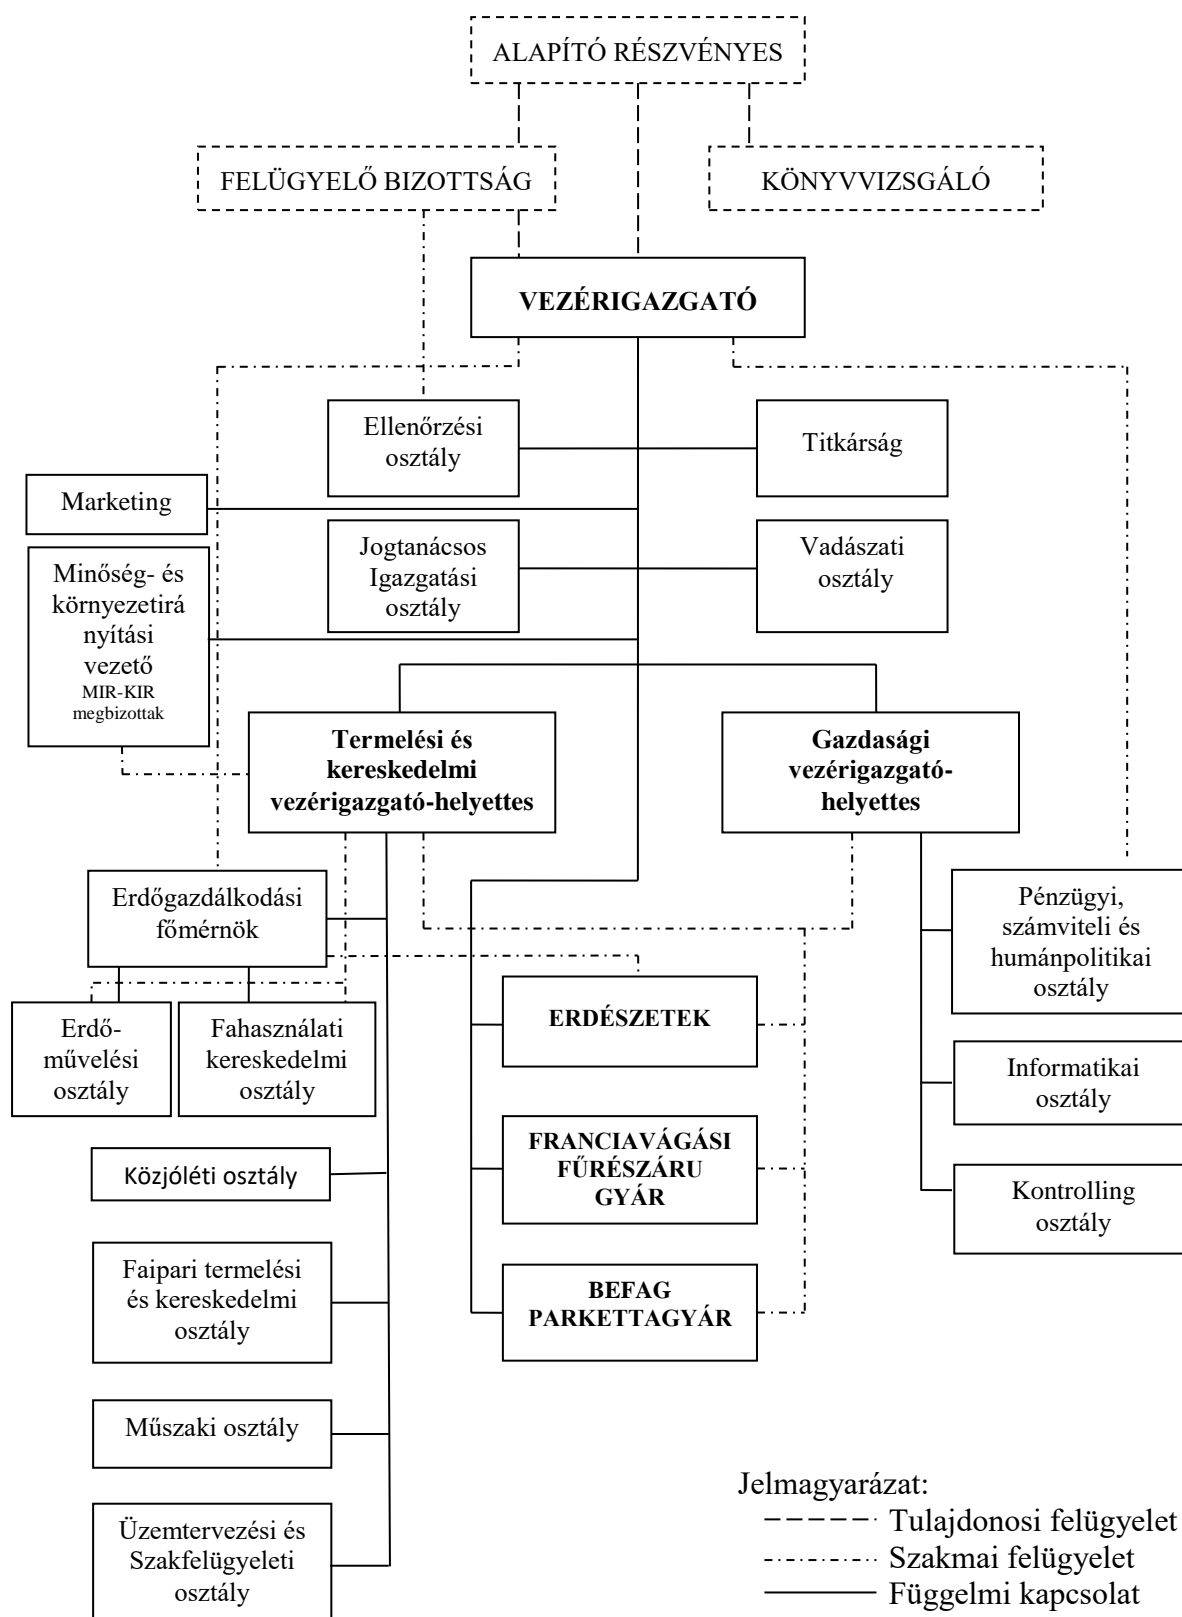 ALAPÍTÓ RÉSZVÉNYES
FELÜGYELŐ BIZOTTSÁG
KÖNYVVIZSGÁLÓ
VEZÉRIGAZGATÓ
Ellenőrzési
osztály
Titkárság
Marketing
Jogtanácsos
Igazgatási
osztály
Vadászati
osztály
Minőség- és
környezetirá
nyítási
vezető
MIR-KIR
megbizottak
Termelési és
kereskedelmi
vezérigazgató-helyettes
Gazdasági
vezérigazgató-
helyettes
Erdőgazdálkodási
főmérnök
Pénzügyi,
számviteli és
humánpolitikai
osztály
Erdő-
művelési
osztály
Fahasználati
kereskedelmi
osztály
ERDÉSZETEK
Informatikai
osztály
Közjóléti osztály
FRANCIAVÁGÁSI
FŰRÉSZÁRU
GYÁR
Kontrolling
osztály
Faipari termelési
és kereskedelmi
osztály
BEFAG
PARKETTAGYÁR
Műszaki osztály
Üzemtervezési és
Szakfelügyeleti
osztály
Jelmagyarázat:
Tulajdonosi felügyelet
Szakmai felügyelet
Függelmi kapcsolat